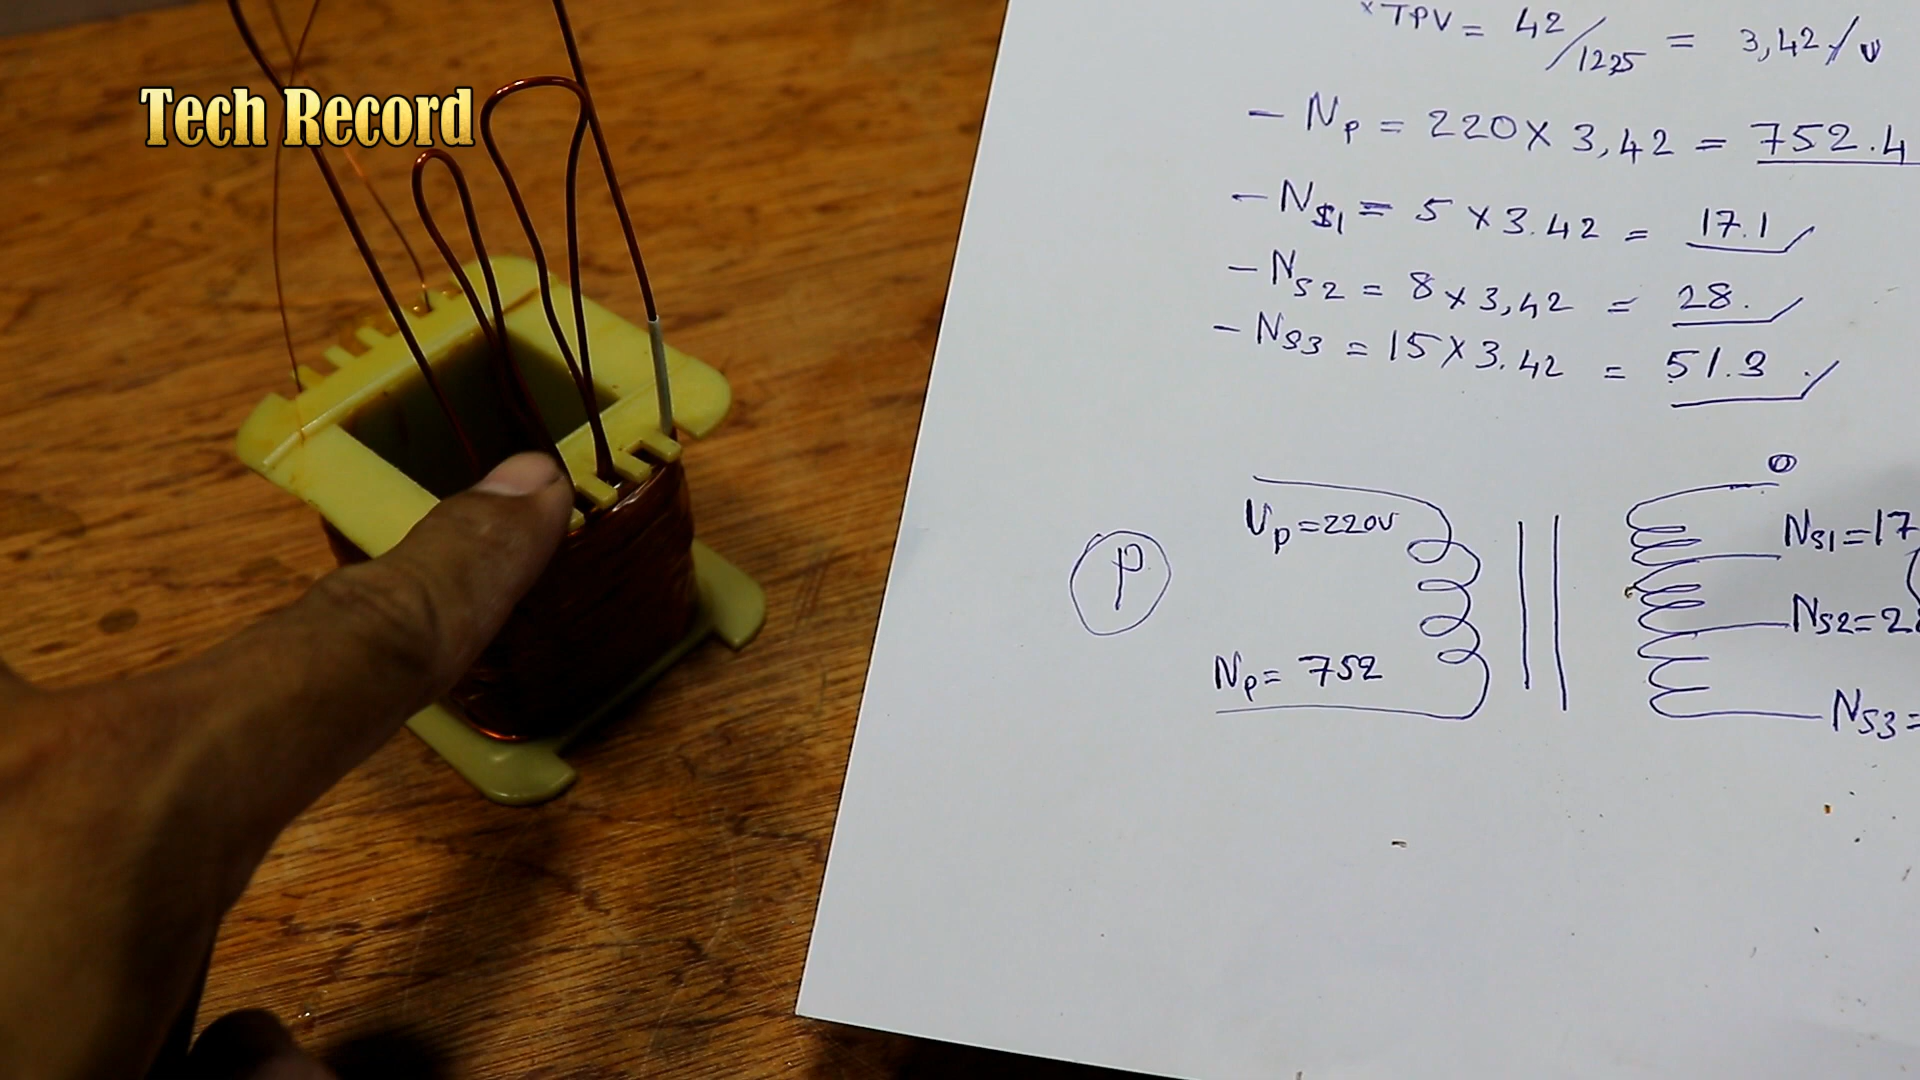 Tech Record
x TPV = 42/12,25 = 3,42/v
- Np = 220 X 3,42 = 752.4
- NS1 = 5 X 3.42 = 17.1
- NS2 = 8 x 3,42 = 28.
- NS3 = 15 X 3.42 = 51.3
0
Vp = 220V
NS1 = 17
P
NS2 = 2
Np = 752
NS3 =